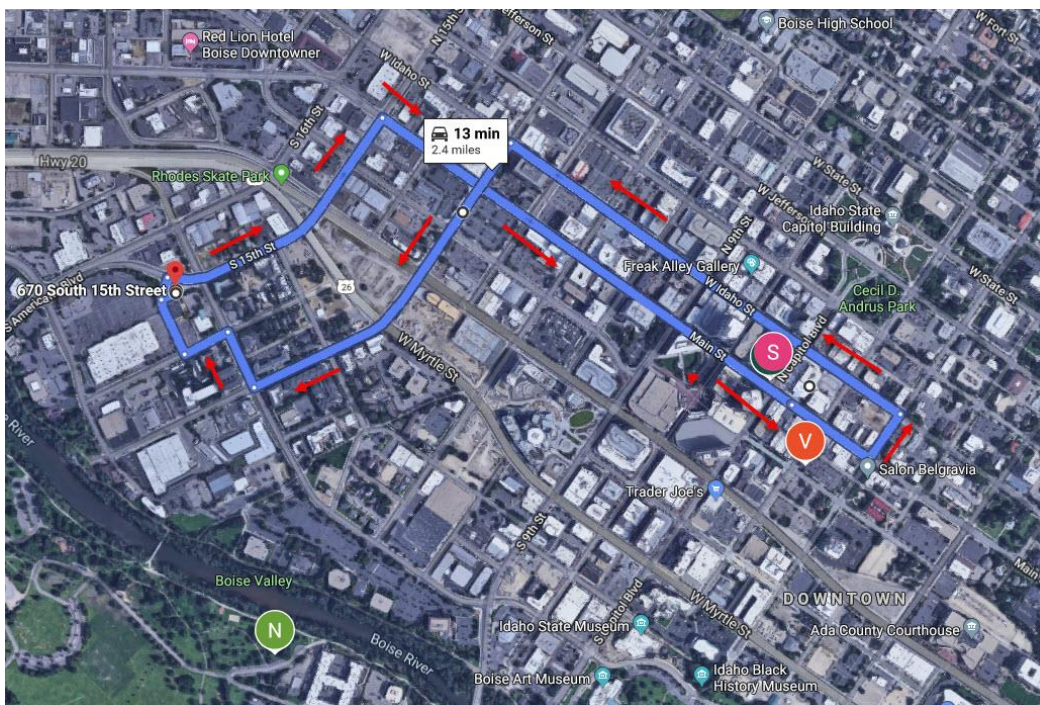 Red Lion Hotel
Boise Downtowner
N 15th St
W Jefferson St
Boise High School
W Fort St
W Idaho St
S 16th St
13 min
2.4 miles
Hwy 20
Rhodes Skate Park
W State St
W Jefferson St
Idaho State
Capitol Building
N 9th St
S 15th St
Freak Alley Gallery
W State St
670 South 15th Street
S Americana Blvd
26
W Idaho St
Cecil D.
Andrus Park
W Myrtle St
Main St
S
N Capitol Blvd
V
Boise River
Salon Belgravia
Trader Joe's
S 9th St
Main
Boise Valley
N
Boise River
W Myrtle St
DOWNTOWN
Idaho State Museum
S Capitol Blvd
Ada County Courthouse
Boise Art Museum
Idaho Black
History Museum